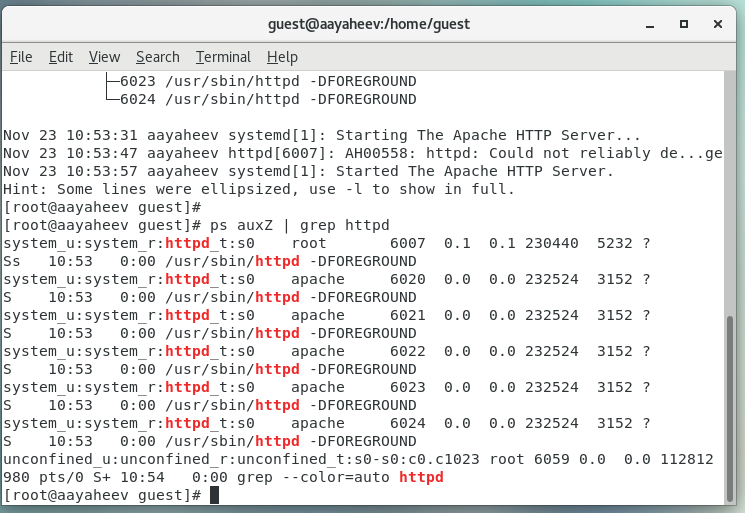 guest@aayaheev:/home/guest
File Edit View Search Terminal Help
├─6023 /usr/sbin/httpd -DFOREGROUND
└─6024 /usr/sbin/httpd -DFOREGROUND
Nov 23 10:53:31 aayaheev systemd[1]: Starting The Apache HTTP Server...
Nov 23 10:53:47 aayaheev httpd[6007]: AH00558: httpd: Could not reliably de...ge
Nov 23 10:53:57 aayaheev systemd[1]: Started The Apache HTTP Server.
Hint: Some lines were ellipsized, use -l to show in full.
[root@aayaheev guest]#
[root@aayaheev guest]# ps auxZ | grep httpd
system_u:system_r:httpd_t:s0    root       6007  0.1  0.1 230440  5232 ?
Ss   10:53   0:00 /usr/sbin/httpd -DFOREGROUND
system_u:system_r:httpd_t:s0    apache     6020  0.0  0.0 232524  3152 ?
S    10:53   0:00 /usr/sbin/httpd -DFOREGROUND
system_u:system_r:httpd_t:s0    apache     6021  0.0  0.0 232524  3152 ?
S    10:53   0:00 /usr/sbin/httpd -DFOREGROUND
system_u:system_r:httpd_t:s0    apache     6022  0.0  0.0 232524  3152 ?
S    10:53   0:00 /usr/sbin/httpd -DFOREGROUND
system_u:system_r:httpd_t:s0    apache     6023  0.0  0.0 232524  3152 ?
S    10:53   0:00 /usr/sbin/httpd -DFOREGROUND
system_u:system_r:httpd_t:s0    apache     6024  0.0  0.0 232524  3152 ?
S    10:53   0:00 /usr/sbin/httpd -DFOREGROUND
unconfined_u:unconfined_r:unconfined_t:s0-s0:c0.c1023 root 6059 0.0  0.0 112812
980 pts/0 S+ 10:54   0:00 grep --color=auto httpd
[root@aayaheev guest]#